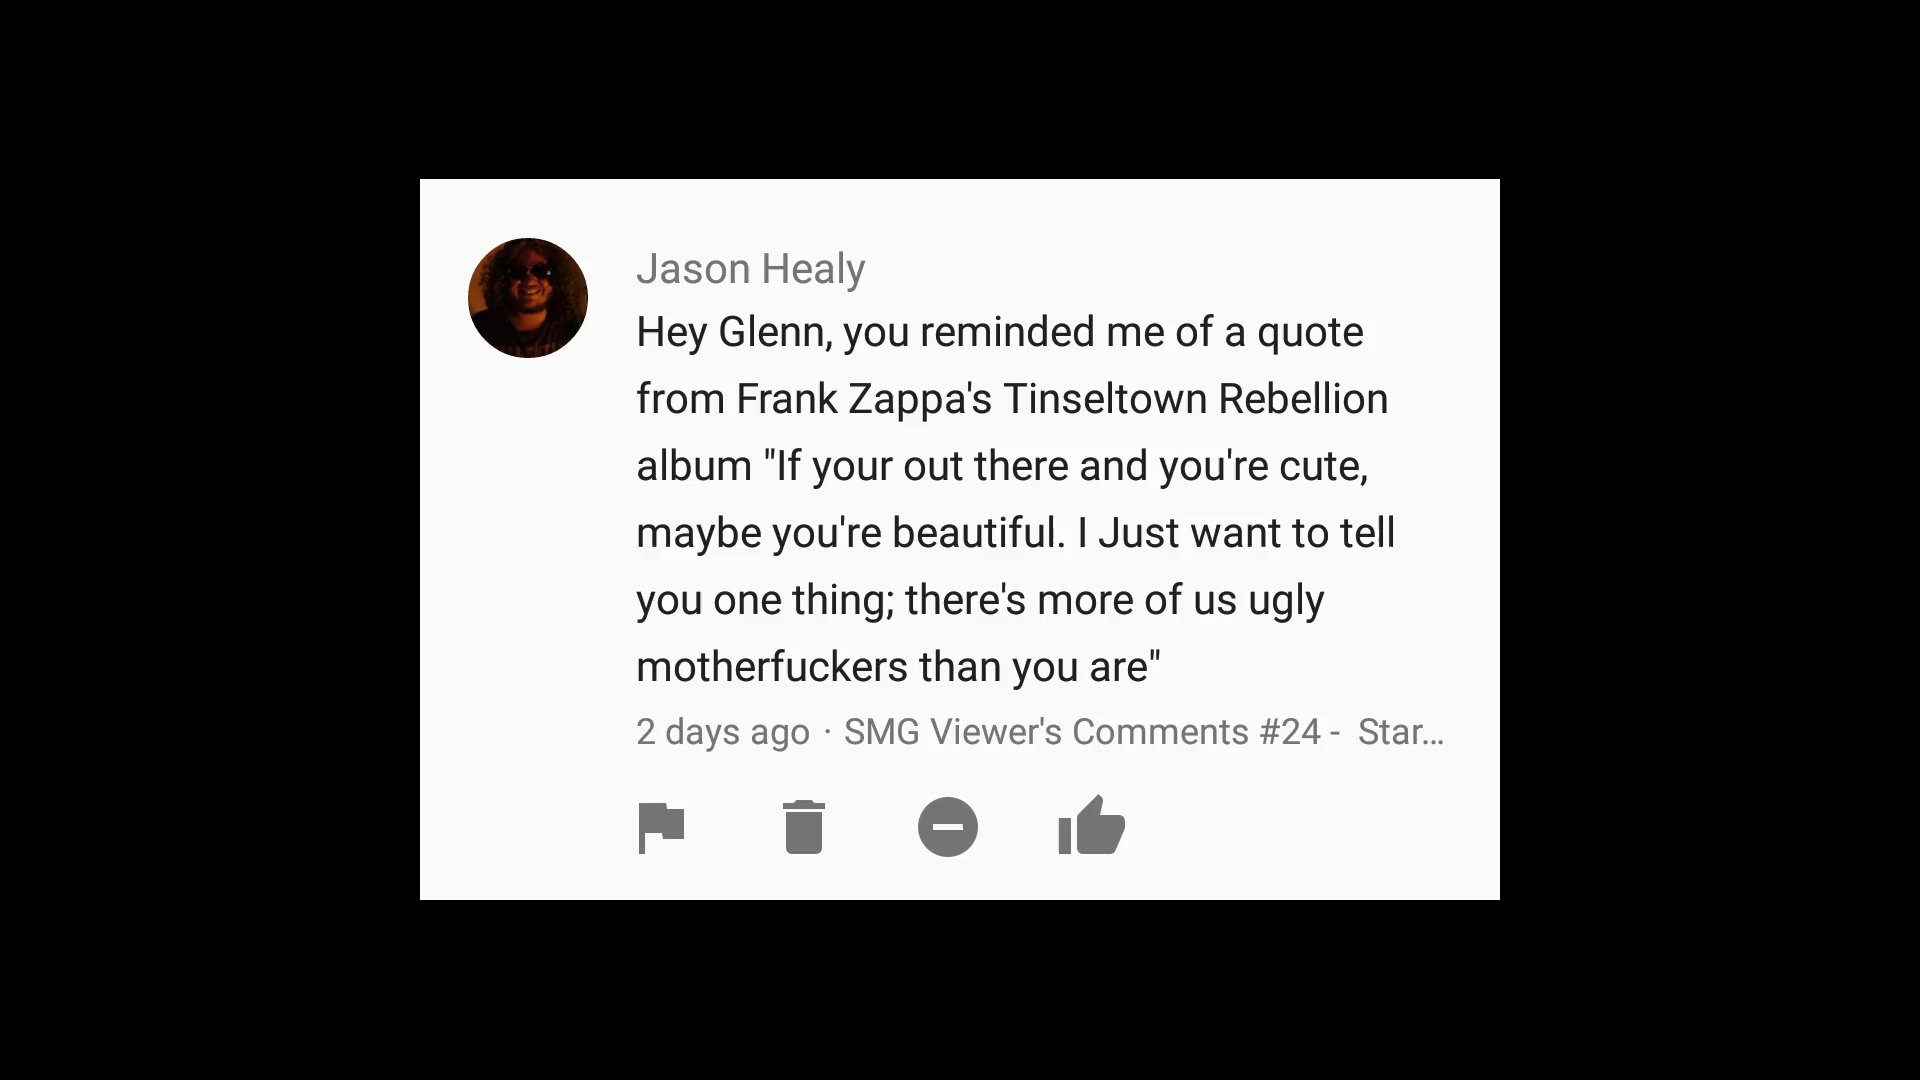 Jason Healy
Hey Glenn, you reminded me of a quote
from Frank Zappa's Tinseltown Rebellion
album "If your out there and you're cute,
maybe you're beautiful. I Just want to tell
you one thing; there's more of us ugly
motherfuckers than you are"
2 days ago · SMG Viewer's Comments #24 - Star...